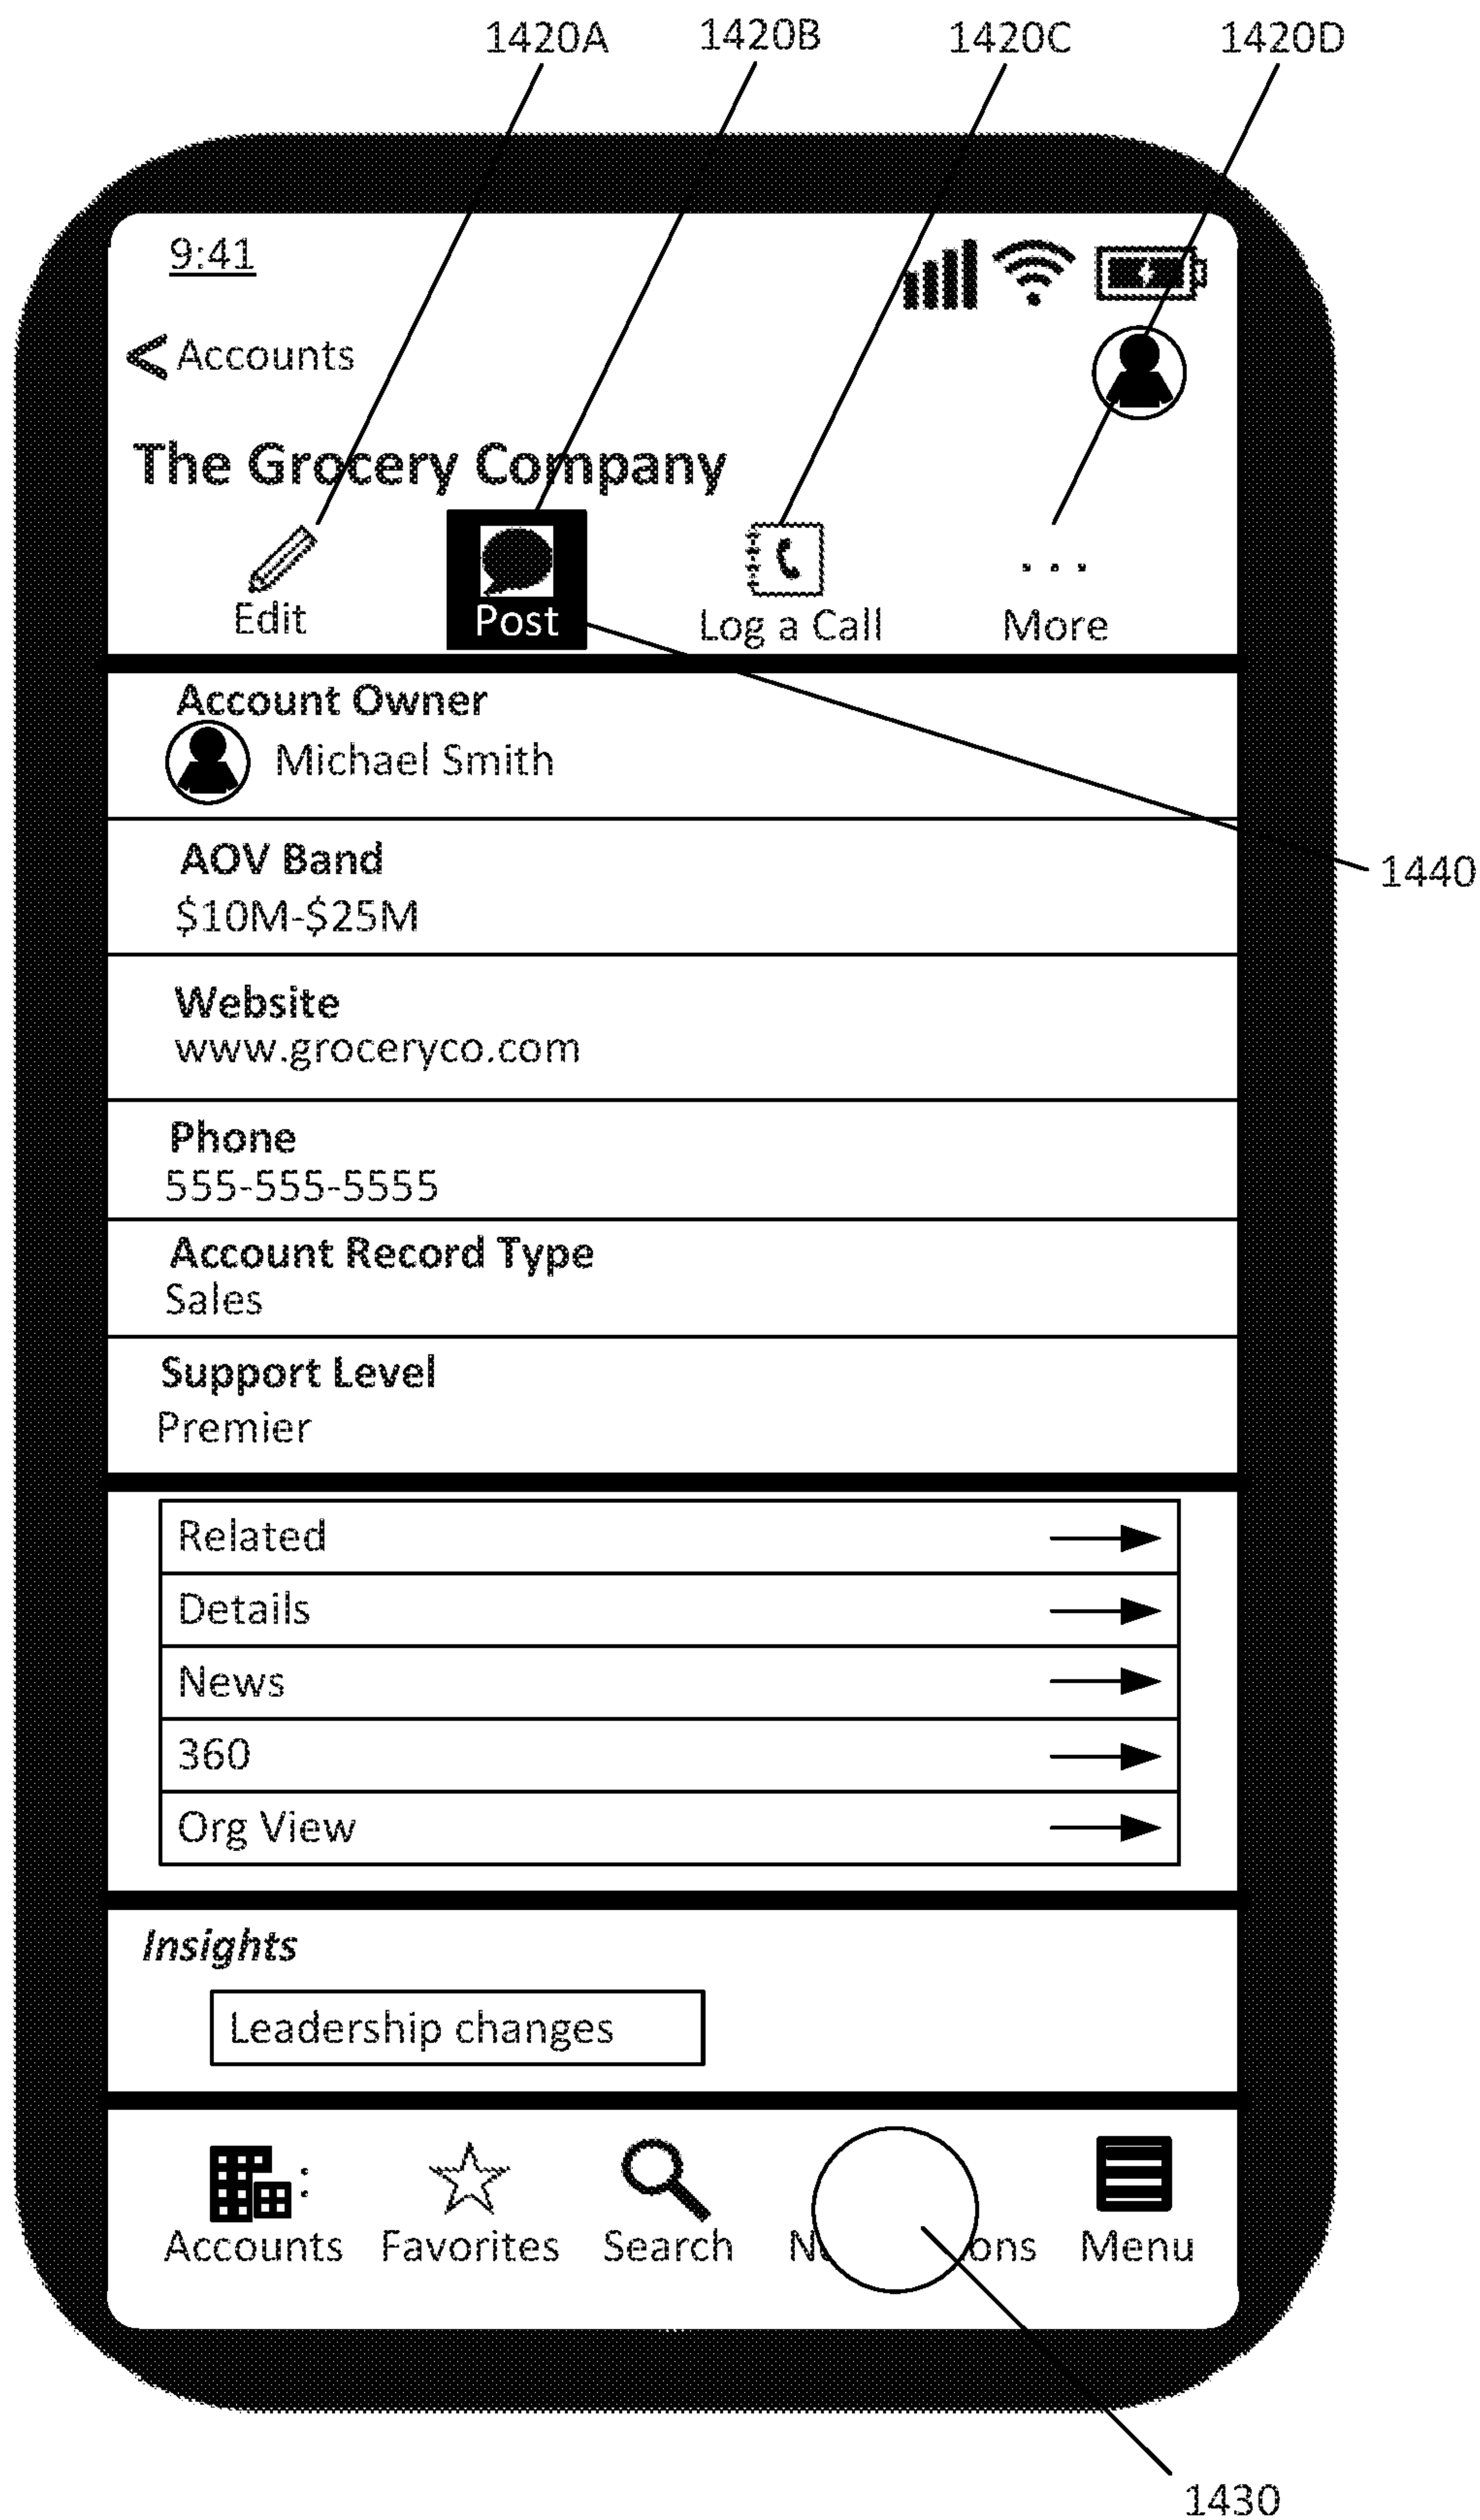 1420A 1420B 1420C 1420D
9:41
< Accounts
The Grocery Company
Edit Post Log a Call ... More
Account Owner
Michael Smith
AOV Band
$10M-$25M
1440
Website
www.groceryco.com
Phone
555-555-5555
Account Record Type
Sales
Support Level
Premier
Related
Details
News
360
Org View
Insights
Leadership changes
Accounts Favorites Search ons Menu
1430